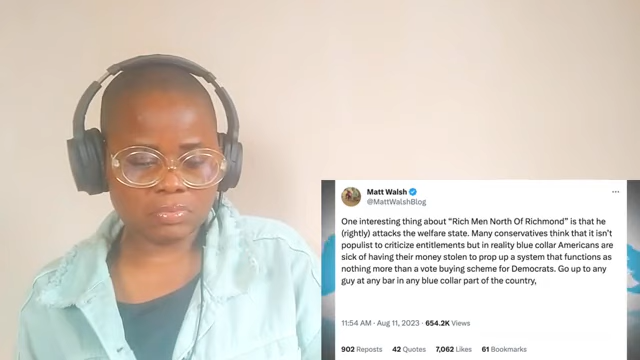 Matt Walsh
@MattWalshBlog
One interesting thing about “Rich Men North Of Richmond” is that he
(rightly) attacks the welfare state. Many conservatives think that it isn’t
populist to criticize entitlements but in reality blue collar Americans are
sick of having their money stolen to prop up a system that functions as
nothing more than a vote buying scheme for Democrats. Go up to any
guy at any bar in any blue collar part of the country,
11:54 AM · Aug 11, 2023 · 654.2K Views
902 Reposts 42 Quotes 7,062 Likes 61 Bookmarks